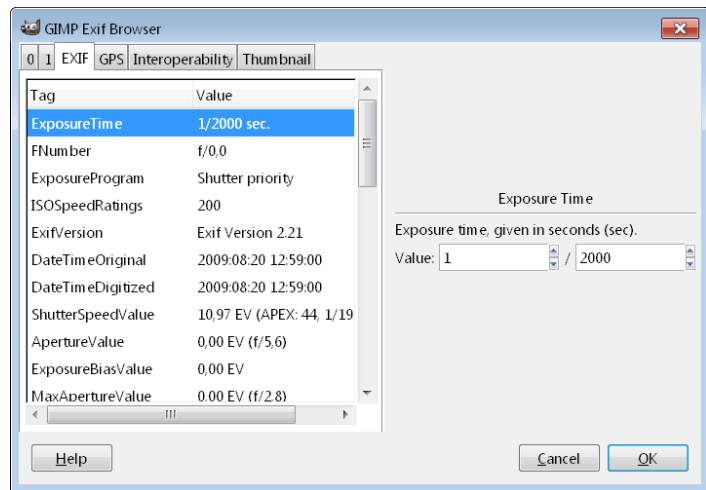 GIMP Exif Browser
0 1 EXIF GPS Interoperability Thumbnail
Tag Value
ExposureTime 1/2000 sec.
FNumber f/0,0
ExposureProgram Shutter priority
ISOSpeedRatings 200
ExifVersion Exif Version 2.21
DateTimeOriginal 2009:08:20 12:59:00
DateTimeDigitized 2009:08:20 12:59:00
ShutterSpeedValue 10,97 EV (APEX: 44, 1/19
ApertureValue 0,00 EV (f/5,6)
ExposureBiasValue 0,00 EV
MaxApertureValue 0.00 EV (f/2.8)
Exposure Time
Exposure time, given in seconds (sec).
Value: 1 / 2000
Help Cancel OK